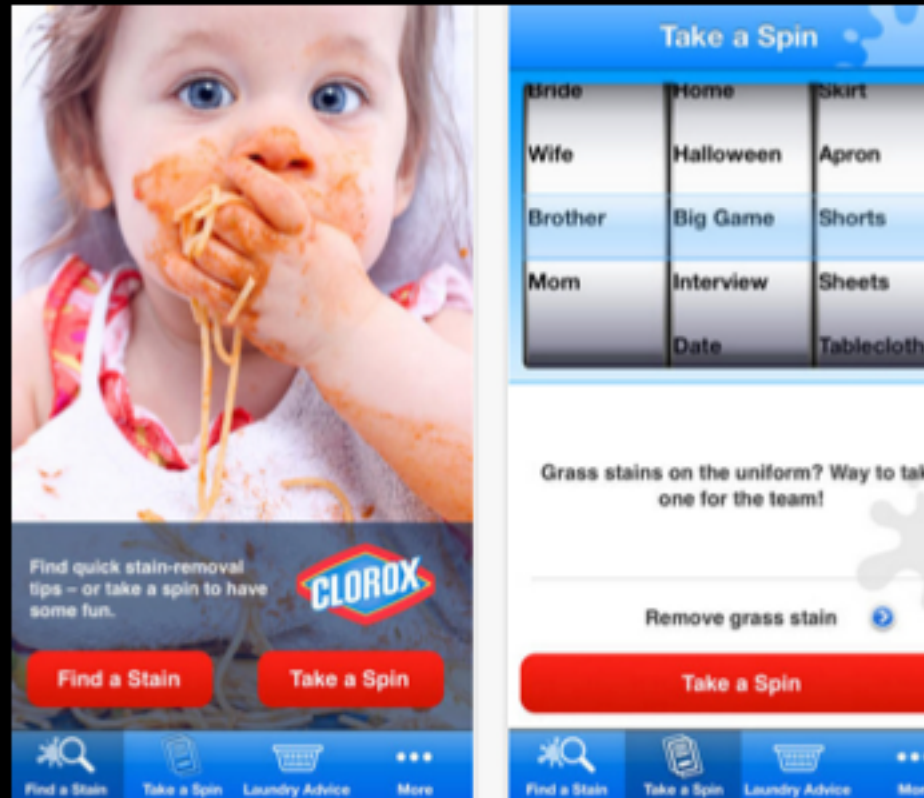 Find quick stain-removal
tips – or take a spin to have
some fun.
CLOROX
Find a Stain
Take a Spin
Find a Stain
Take a Spin
Laundry Advice
More
Take a Spin
Bride
Home
Skirt
Wife
Halloween
Apron
Brother
Big Game
Shorts
Mom
Interview
Sheets
Date
Tablecloth
Grass stains on the uniform? Way to tak
one for the team!
Remove grass stain
Take a Spin
Find a Stain
Take a Spin
Laundry Advice